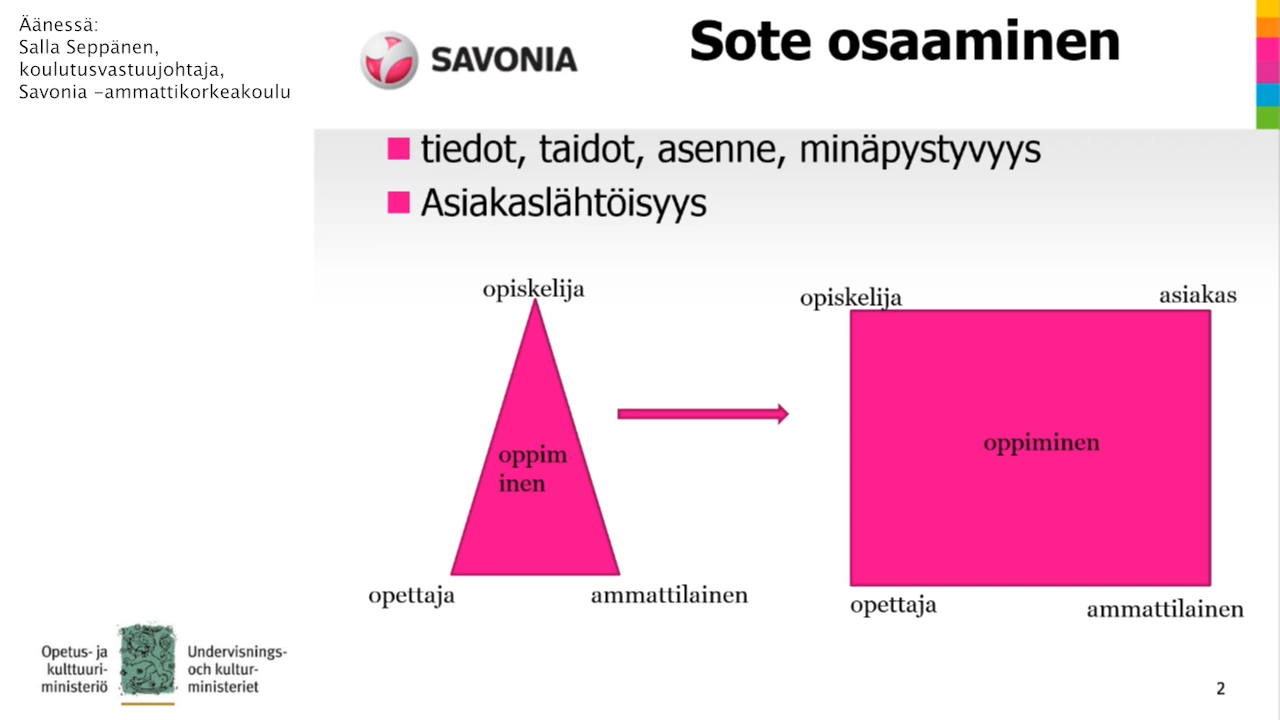 Äänessä:
Salla Seppänen,
koulutusvastuujohtaja,
Savonia –ammattikorkeakoulu
SAVONIA
Sote osaaminen
tiedot, taidot, asenne, minäpystyvyys
Asiakaslähtöisyys
opiskelija
oppim
inen
opettaja
ammattilainen
opiskelija
asiakas
oppiminen
opettaja
ammattilainen
Opetus- ja
kulttuuri-
ministeriö
Undervisnings-
och kultur-
ministeriet
2